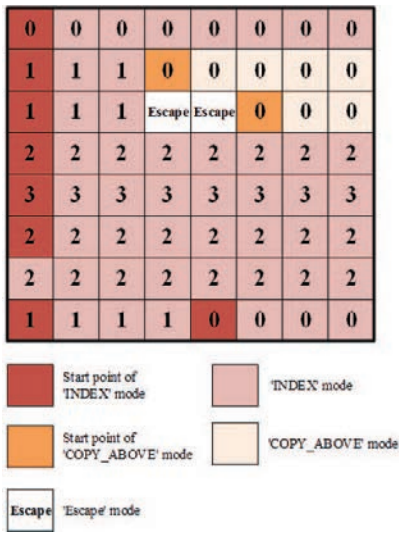 0 0 0 0 0 0 0 0
1 1 1 0 0 0 0 0
1 1 1 Escape Escape 0 0 0
2 2 2 2 2 2 2 2
3 3 3 3 3 3 3 3
2 2 2 2 2 2 2 2
2 2 2 2 2 2 2 2
1 1 1 1 0 0 0 0
Start point of
'INDEX' mode
'INDEX' mode
Start point of
'COPY_ABOVE' mode
'COPY_ABOVE' mode
Escape 'Escape' mode